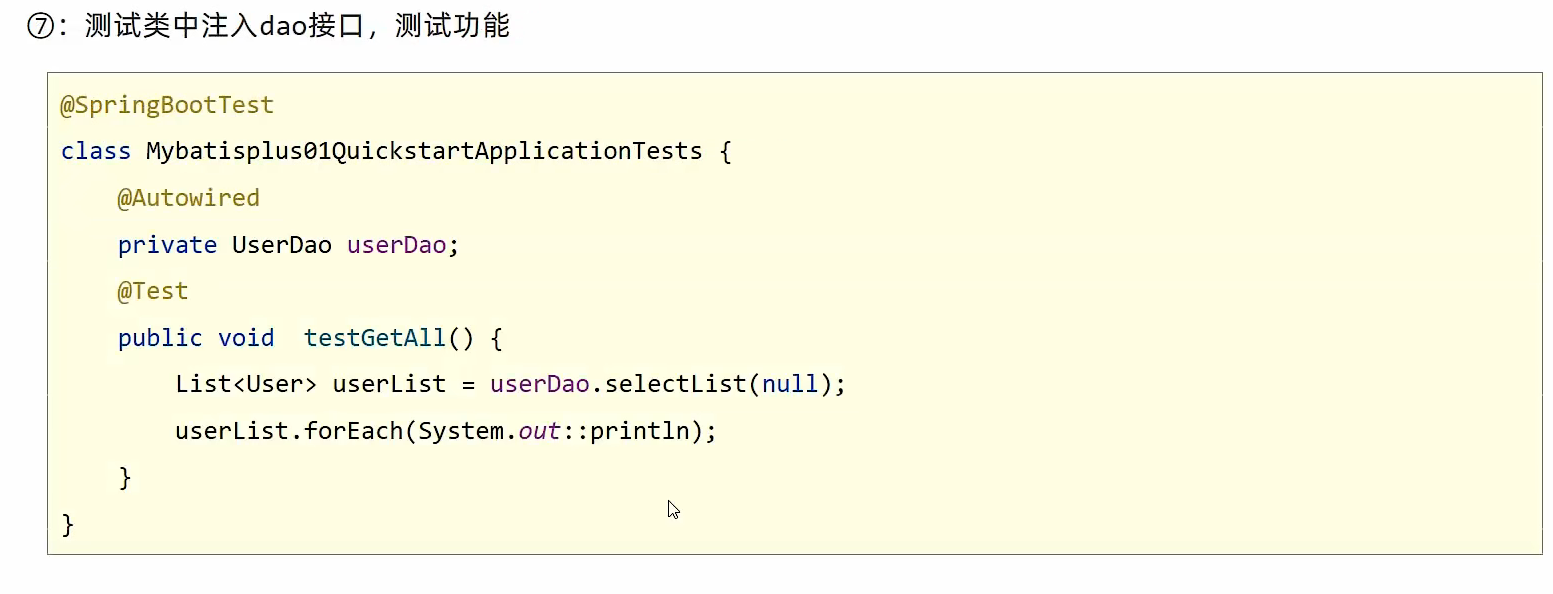 ⑦：测试类中注入dao接口，测试功能
@SpringBootTest
class Mybatisplus01QuickstartApplicationTests {
    @Autowired
    private UserDao userDao;
    @Test
    public void  testGetAll() {
        List<User> userList = userDao.selectList(null);
        userList.forEach(System.out::println);
    }
}